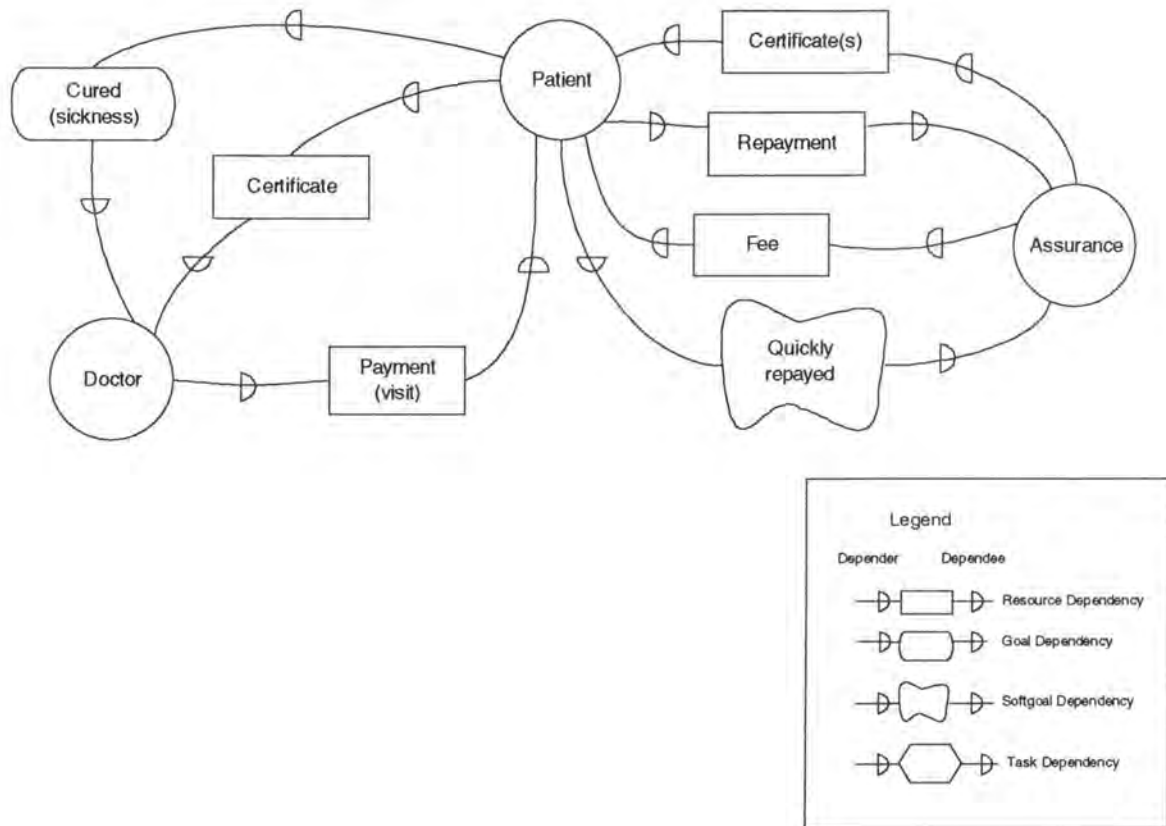 Patient
Certificate(s)
Cured
(sickness)
Certificate
Repayment
Fee
Assurance
Doctor
Payment
(visit)
Quickly
repayed
Legend
Depender Dependee
Resource Dependency
Goal Dependency
Softgoal Dependency
Task Dependency